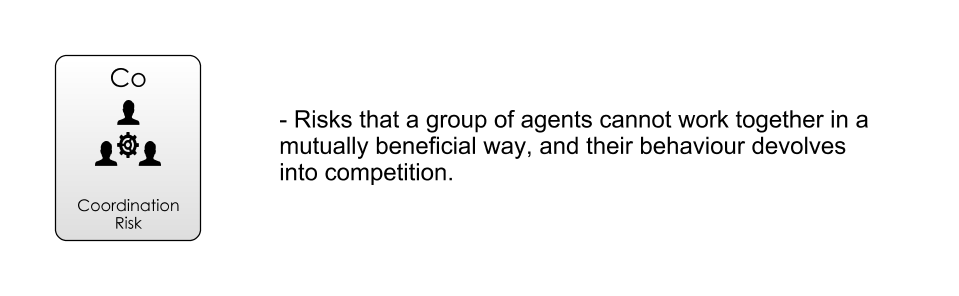 Co
Coordination
Risk
- Risks that a group of agents cannot work together in a
mutually beneficial way, and their behaviour devolves
into competition.